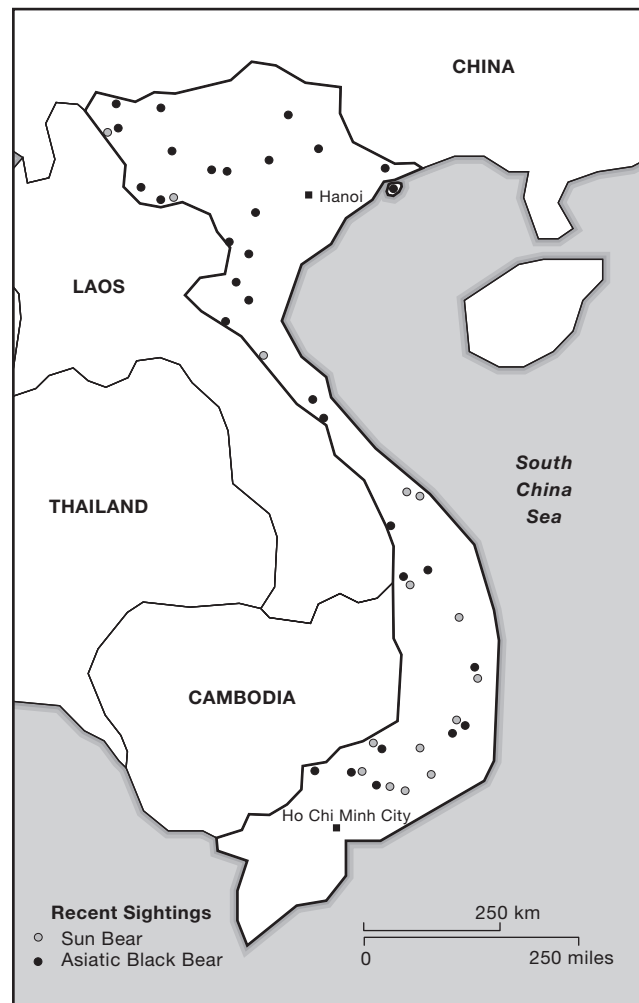 CHINA
Hanoi
LAOS
THAILAND
South
China
Sea
CAMBODIA
Ho Chi Minh City
Recent Sightings
Sun Bear
Asiatic Black Bear
250 km
0
250 miles